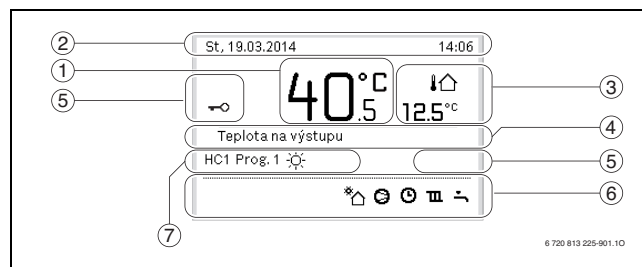 ② St, 19.03.2014 14:06
① 40.5°C
⑤
12.5°C ③
Teplota na výstupu ④
HC1 Prog. 1 ⑤
⑥
⑦
6 720 813 225-901.1O